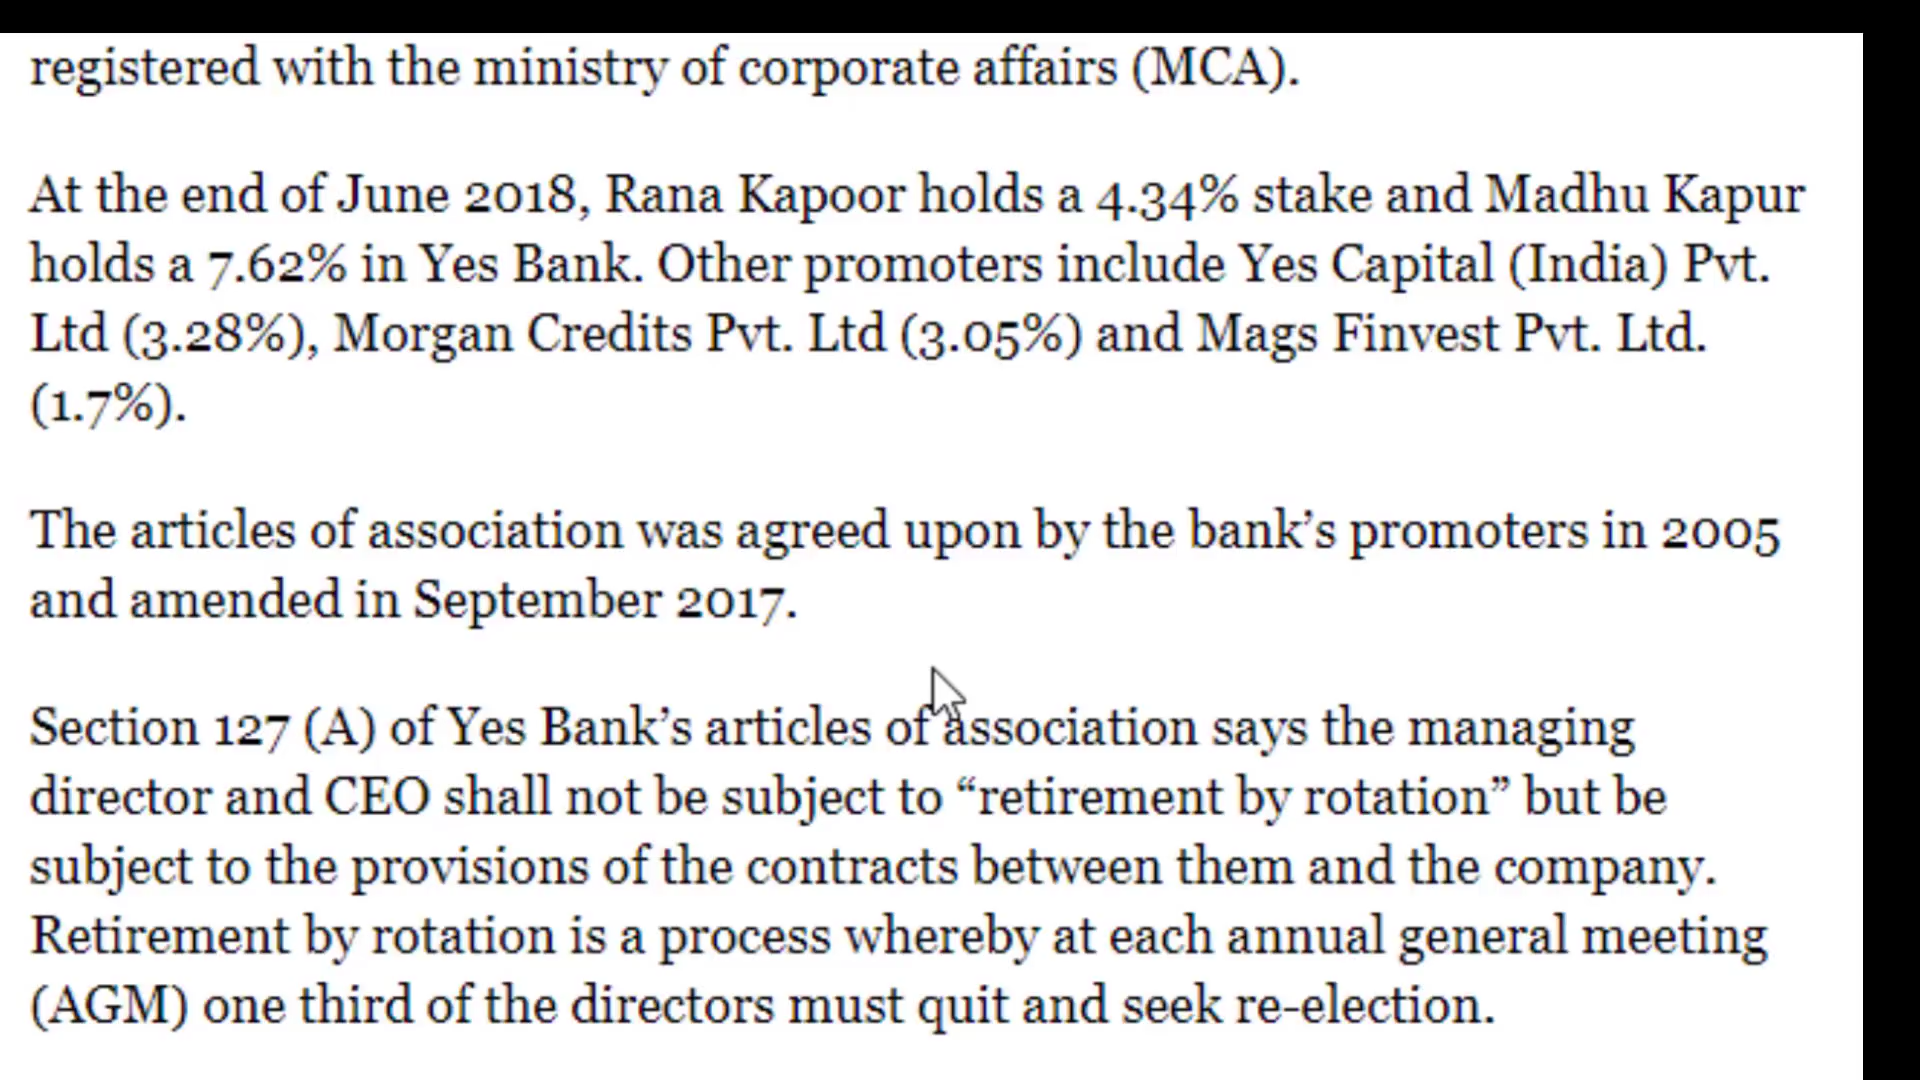 registered with the ministry of corporate affairs (MCA).
At the end of June 2018, Rana Kapoor holds a 4.34% stake and Madhu Kapur
holds a 7.62% in Yes Bank. Other promoters include Yes Capital (India) Pvt.
Ltd (3.28%), Morgan Credits Pvt. Ltd (3.05%) and Mags Finvest Pvt. Ltd.
(1.7%).
The articles of association was agreed upon by the bank’s promoters in 2005
and amended in September 2017.
Section 127 (A) of Yes Bank’s articles of association says the managing
director and CEO shall not be subject to “retirement by rotation” but be
subject to the provisions of the contracts between them and the company.
Retirement by rotation is a process whereby at each annual general meeting
(AGM) one third of the directors must quit and seek re-election.